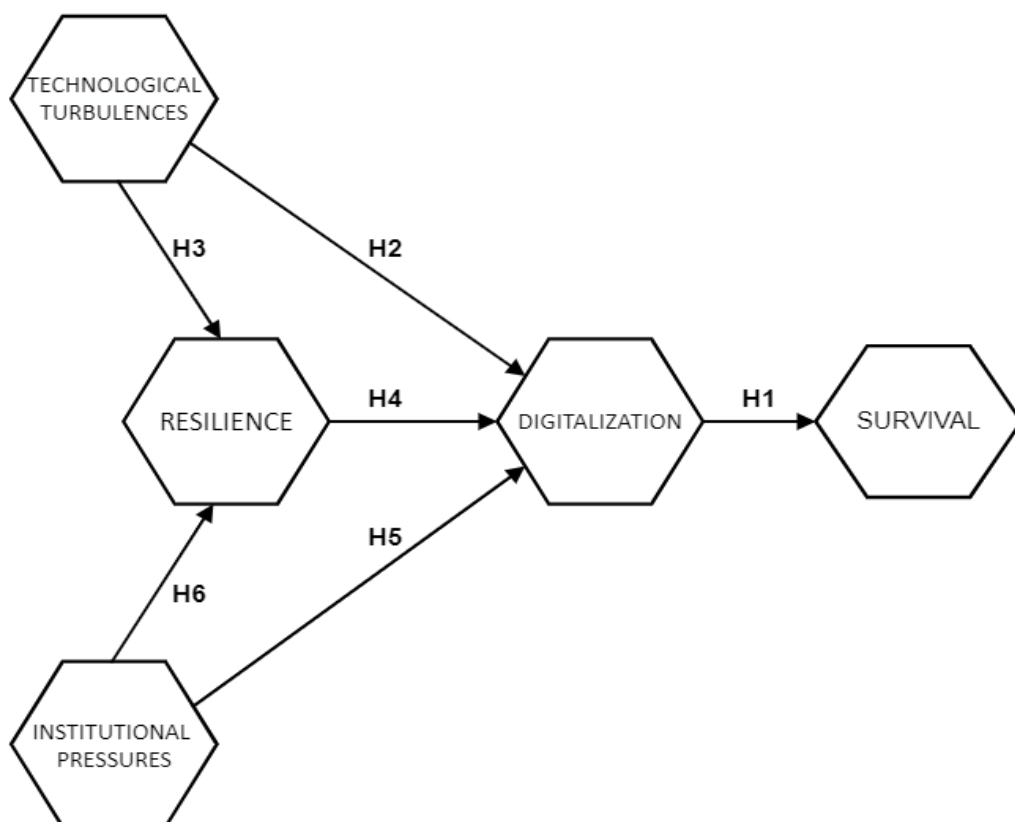 TECHNOLOGICAL
TURBULENCES
H3
H2
RESILIENCE
H4
DIGITALIZATION
H1
SURVIVAL
H5
H6
INSTITUTIONAL
PRESSURES